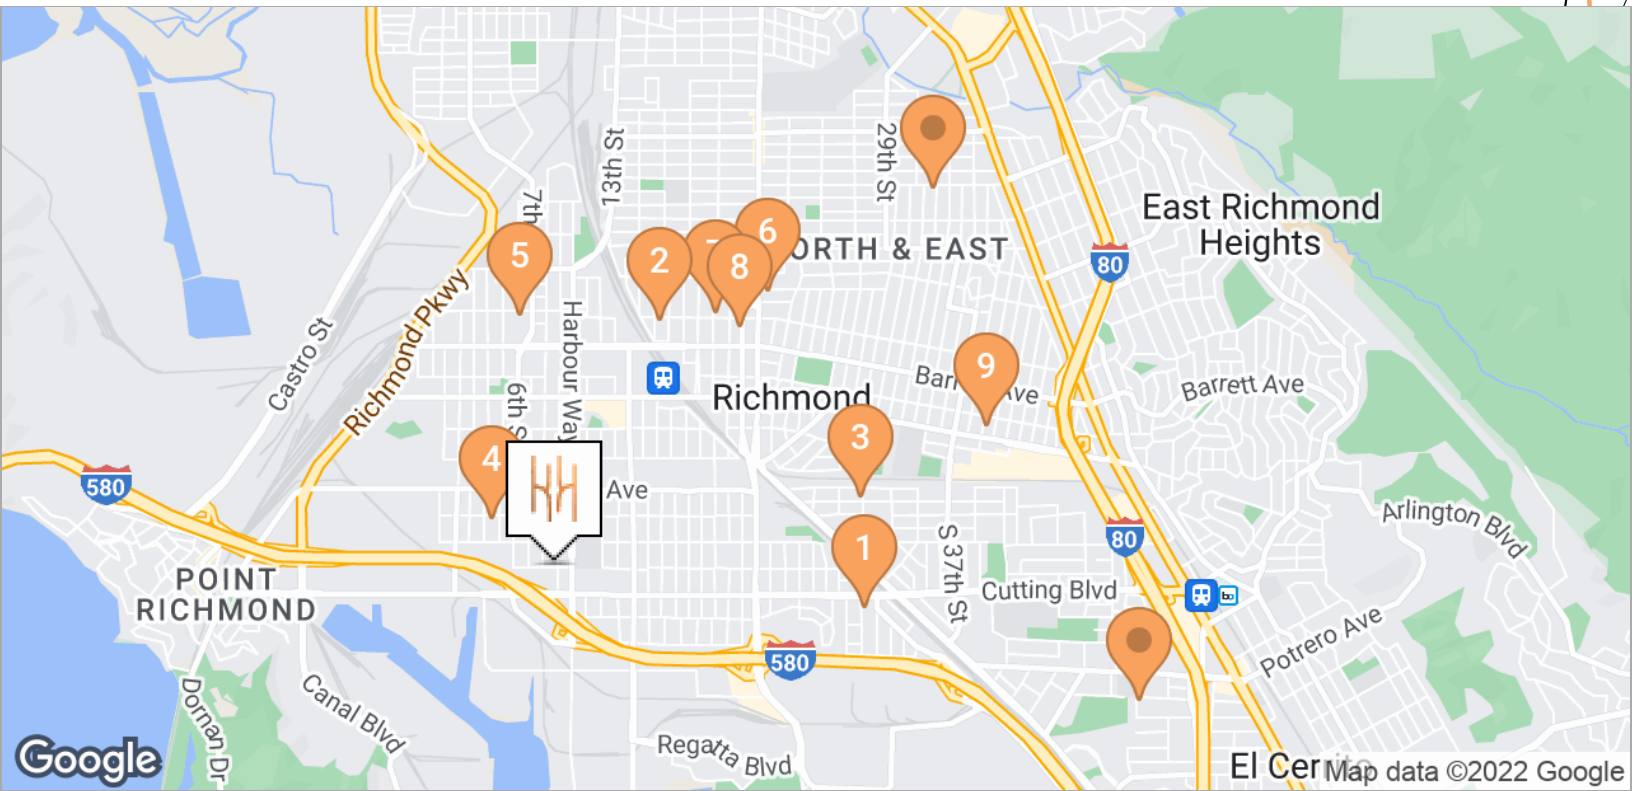 13th St
29th St
7th
East Richmond
Heights
6
5
2
8
ORTH & EAST
80
Richmond Pkwy
Castro St
Harbour Way
9
Barrett Ave
Richmond
Ave
6th S
3
4
580
Ave
Arlington Blvd
1
80
S 37th St
POINT
RICHMOND
Cutting Blvd
Potrero Ave
580
Dornan Dr
Canal Blvd
Regatta Blvd
Google
El Cerrito
Map data ©2022 Google